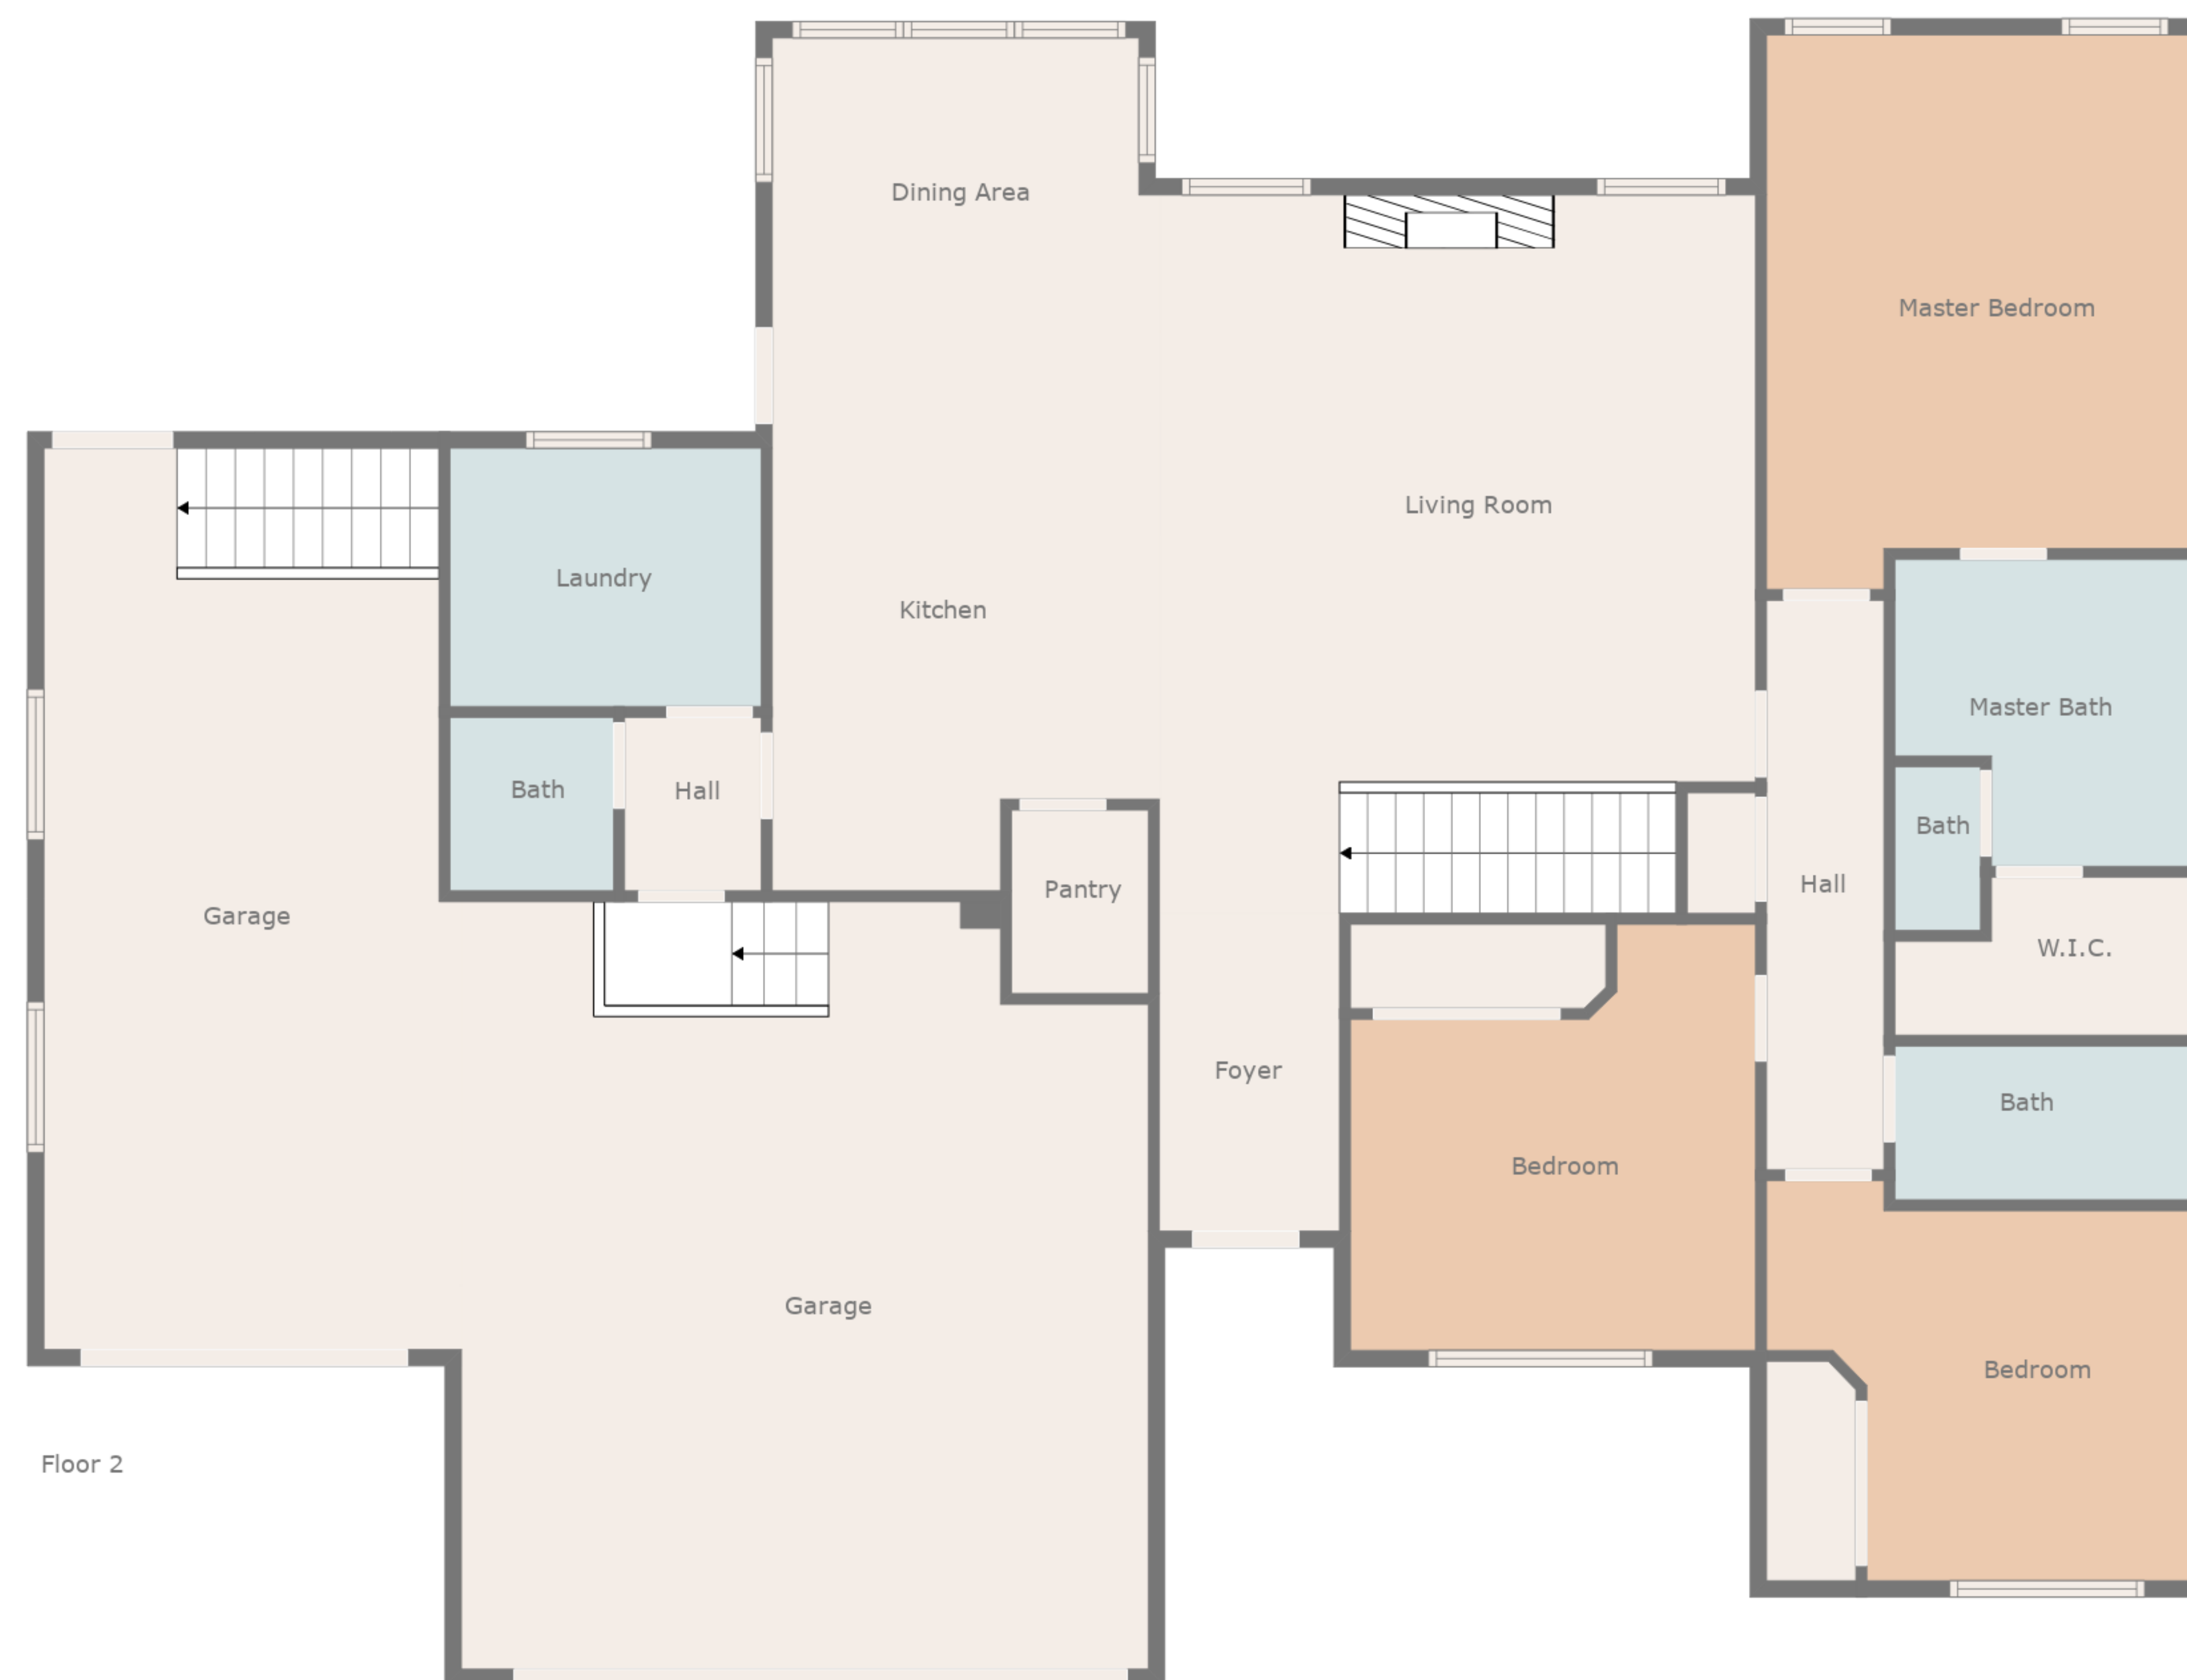 Dining Area
Master Bedroom
Living Room
Laundry
Kitchen
Master Bath
Bath
Hall
Bath
Hall
Pantry
Garage
W.I.C.
Foyer
Bath
Bedroom
Garage
Bedroom
Floor 2